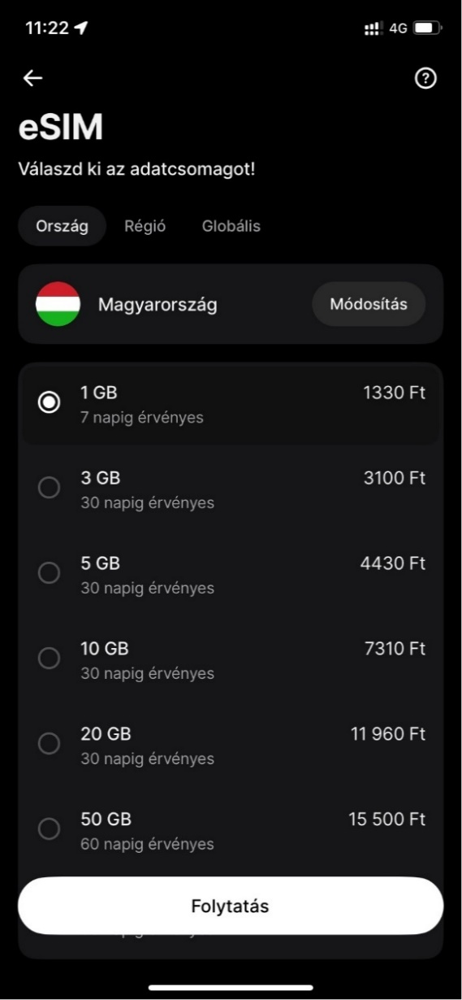 11:22
4G
eSIM
Válaszd ki az adatcsomagot!
Ország Régió Globális
Magyarország Módosítás
1 GB 1330 Ft
7 napig érvényes
3 GB 3100 Ft
30 napig érvényes
5 GB 4430 Ft
30 napig érvényes
10 GB 7310 Ft
30 napig érvényes
20 GB 11 960 Ft
30 napig érvényes
50 GB 15 500 Ft
60 napig érvényes
Folytatás